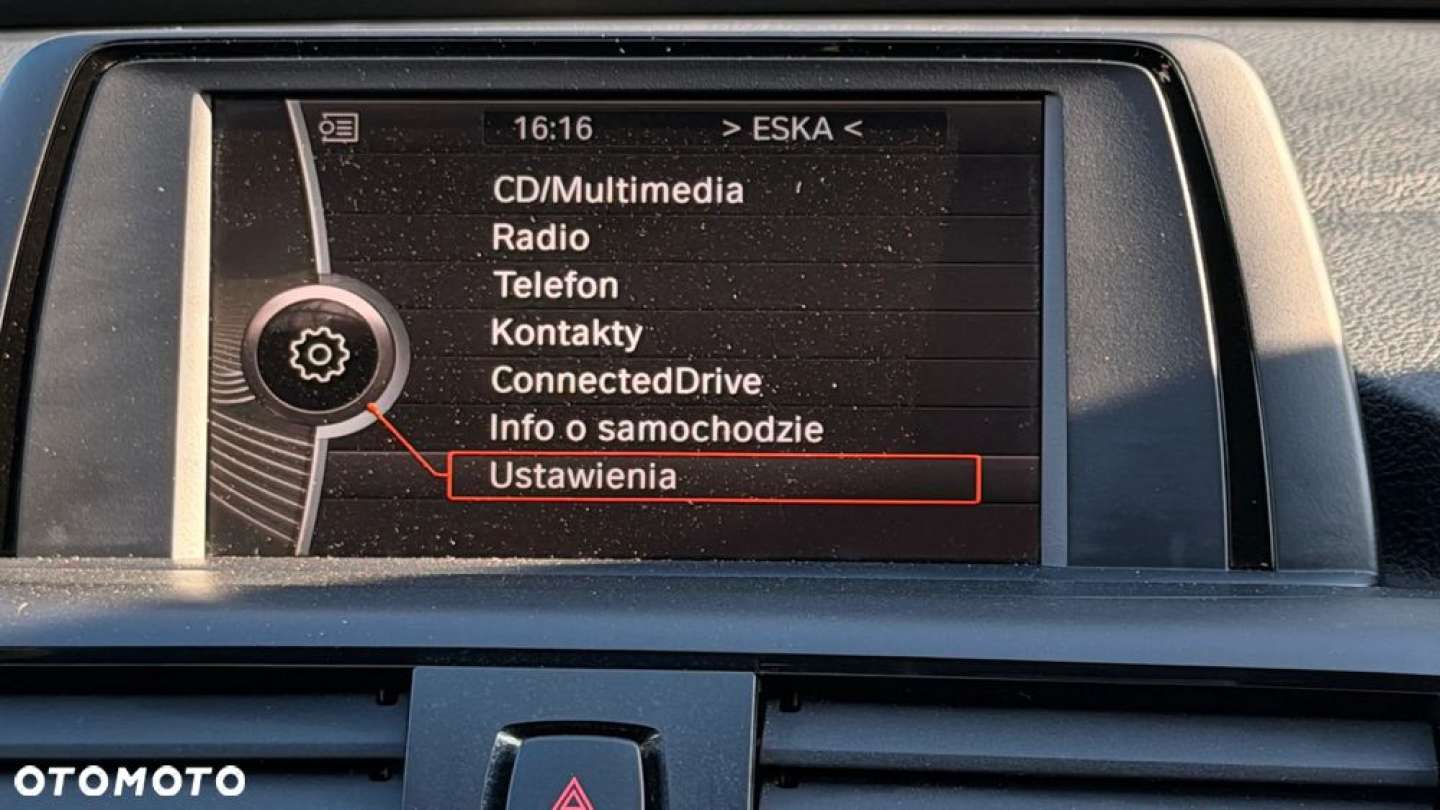 16:16 > ESKA <
CD/Multimedia
Radio
Telefon
Kontakty
ConnectedDrive
Info o samochodzie
Ustawienia
OTOMOTO